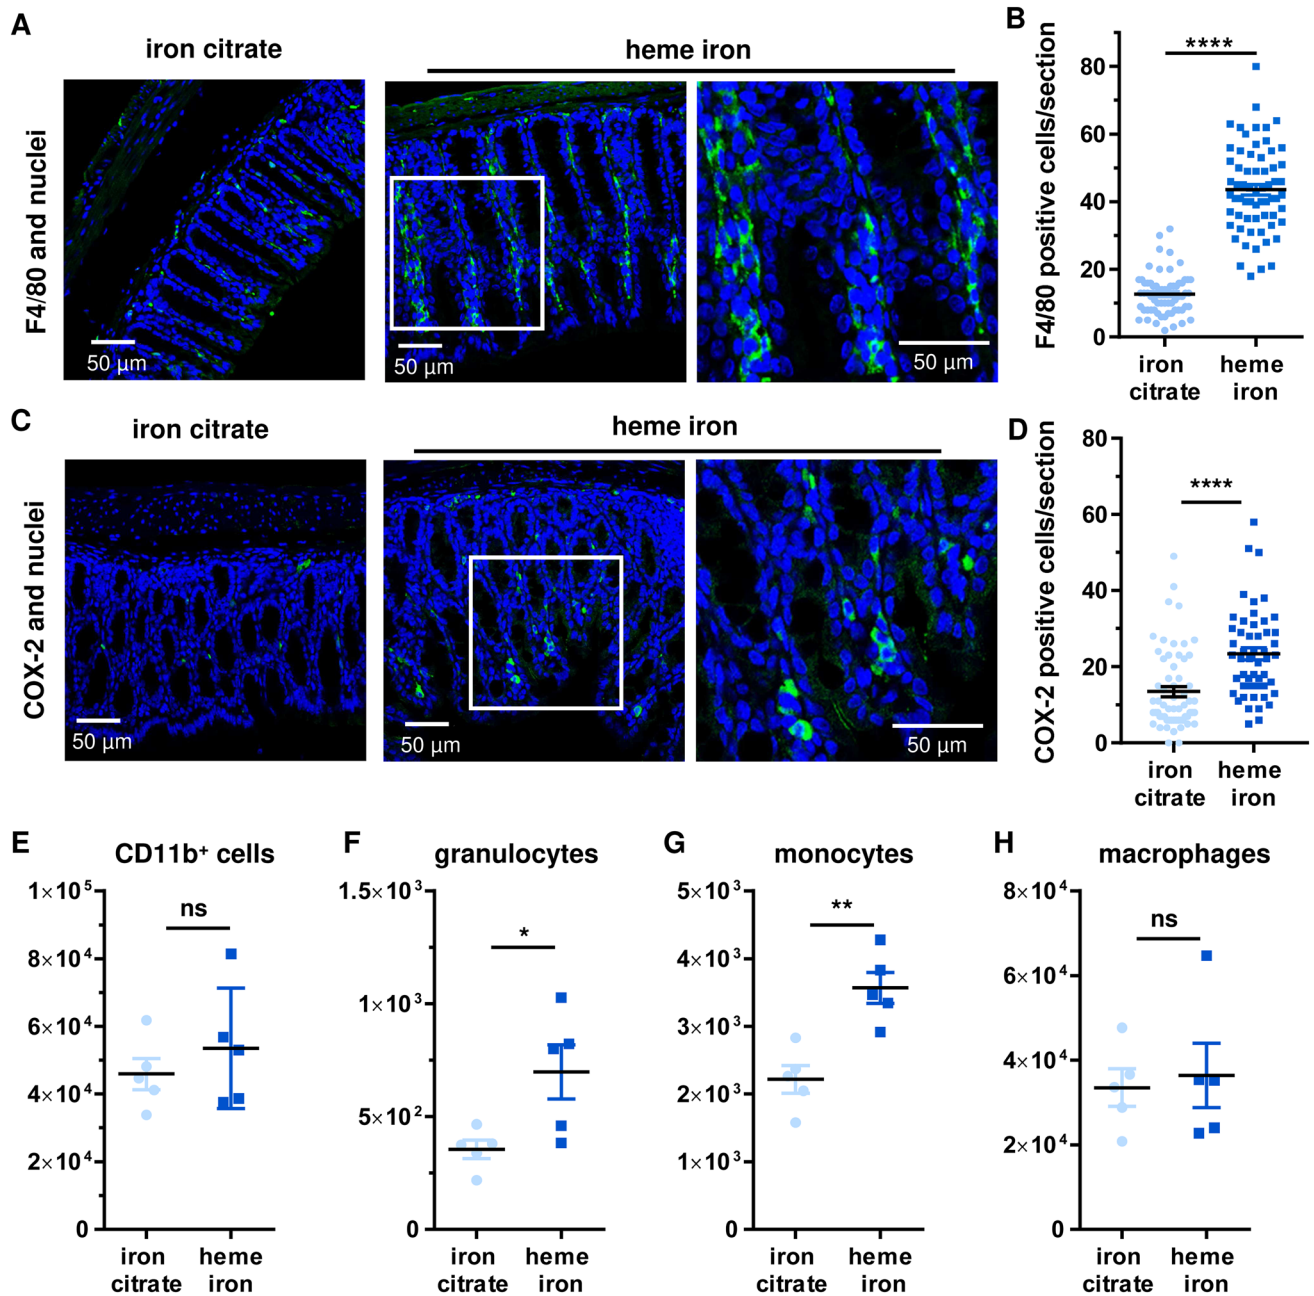 A
iron citrate
heme iron
F4/80 and nuclei
50 µm
50 µm
50 µm
B
F4/80 positive cells/section
80
60
40
20
0
****
iron citrate
heme iron
C
iron citrate
heme iron
COX-2 and nuclei
50 µm
50 µm
50 µm
D
COX-2 positive cells/section
80
60
40
20
0
****
iron citrate
heme iron
E
CD11b⁺ cells
1×10⁵
8×10⁴
6×10⁴
4×10⁴
2×10⁴
0
ns
iron citrate
heme iron
F
granulocytes
1.5×10³
1×10³
5×10²
0
*
iron citrate
heme iron
G
monocytes
5×10³
4×10³
3×10³
2×10³
1×10³
0
**
iron citrate
heme iron
H
macrophages
8×10⁴
6×10⁴
4×10⁴
2×10⁴
0
ns
iron citrate
heme iron